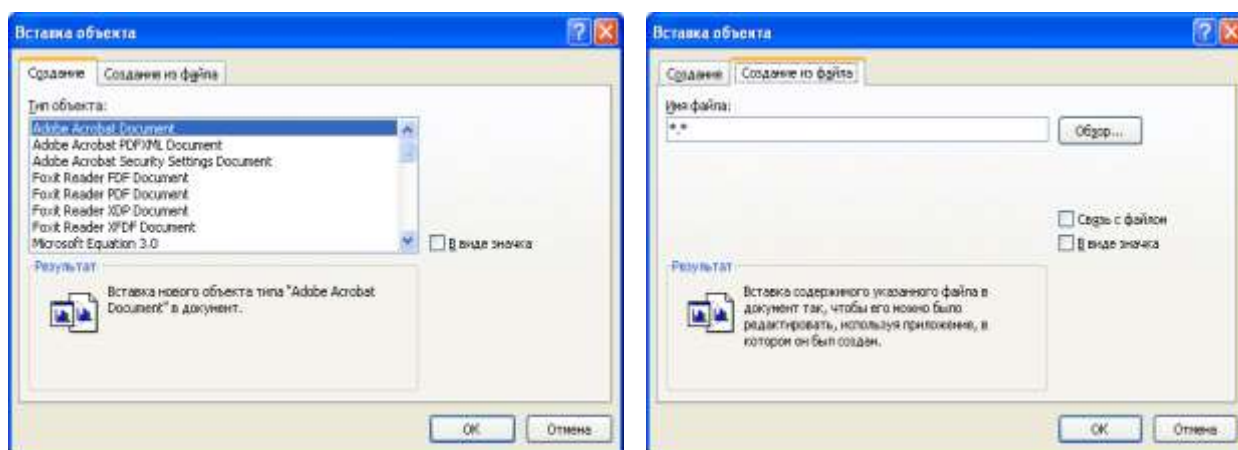 Вставка объекта
Создание
Создание из файла
Тип объекта:
Adobe Acrobat Document
Adobe Acrobat PDFXML Document
Adobe Acrobat Security Settings Document
Foxit Reader FDF Document
Foxit Reader PDF Document
Foxit Reader XDP Document
Foxit Reader XFDF Document
Microsoft Equation 3.0
В виде значка
Результат
Вставка нового объекта типа "Adobe Acrobat
Document" в документ.
ОК
Отмена
Вставка объекта
Создание
Создание из файла
Имя файла:
*.*
Обзор...
Связь с файлом
В виде значка
Результат
Вставка содержимого указанного файла в
документ так, чтобы его можно было
редактировать, используя приложение, в
котором он был создан.
ОК
Отмена